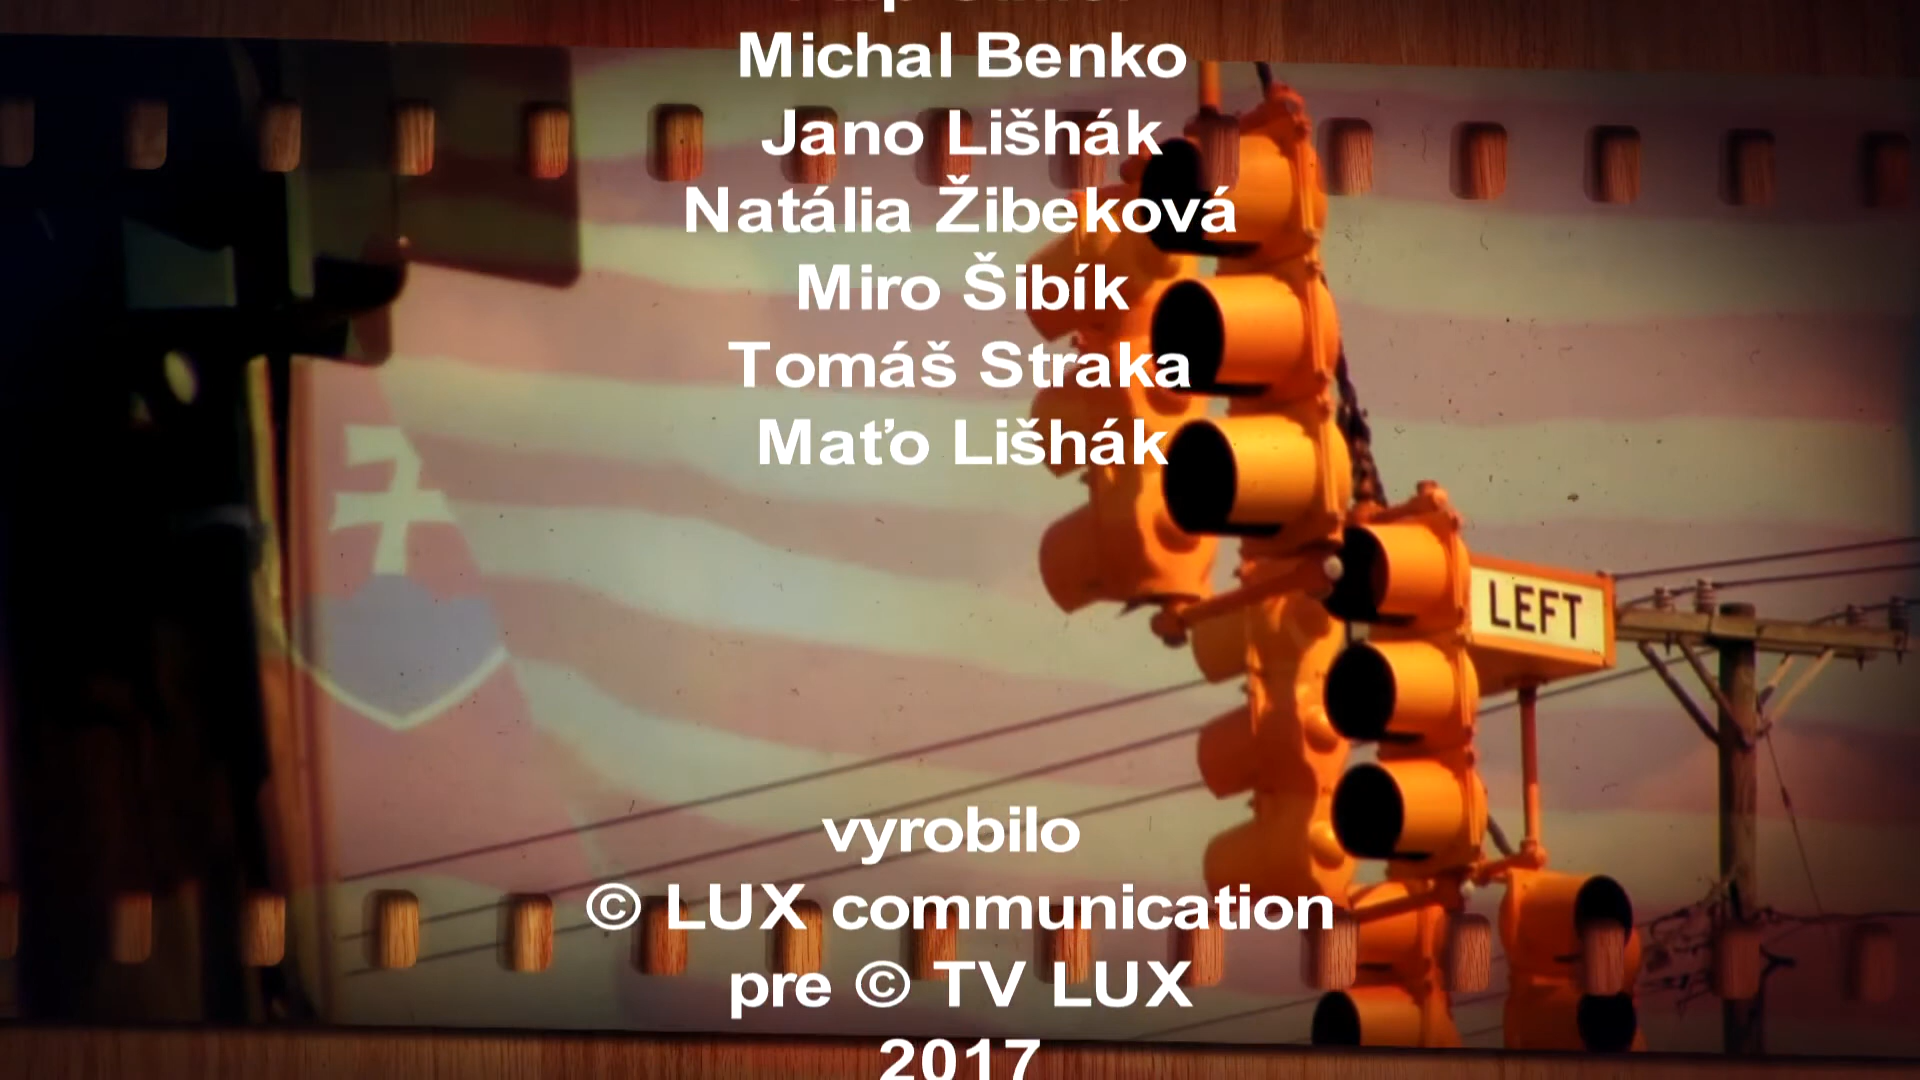 Michal Benko
Jano Lišhák
Natália Žibeková
Miro Šibík
Tomáš Straka
Maťo Lišhák
LEFT
vyrobilo
© LUX communication
pre © TV LUX
2017